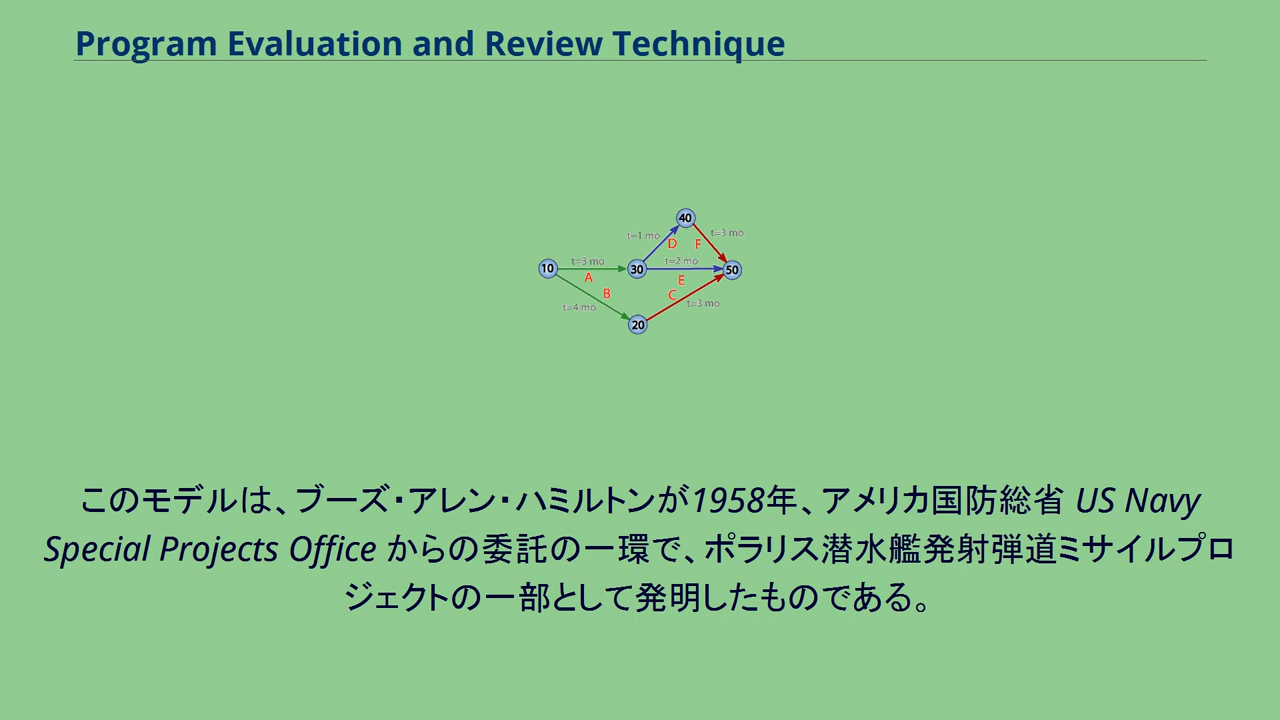 Program Evaluation and Review Technique
40
t=1 mo
t=3 mo
D
F
t=3 mo
t=2 mo
10
30
50
A
E
B
C
t=4 mo
t=3 mo
20
このモデルは、ブーズ・アレン・ハミルトンが1958年、アメリカ国防総省 US Navy
Special Projects Office からの委託の一環で、ポラリス潜水艦発射弾道ミサイルプロ
ジェクトの一部として発明したものである。